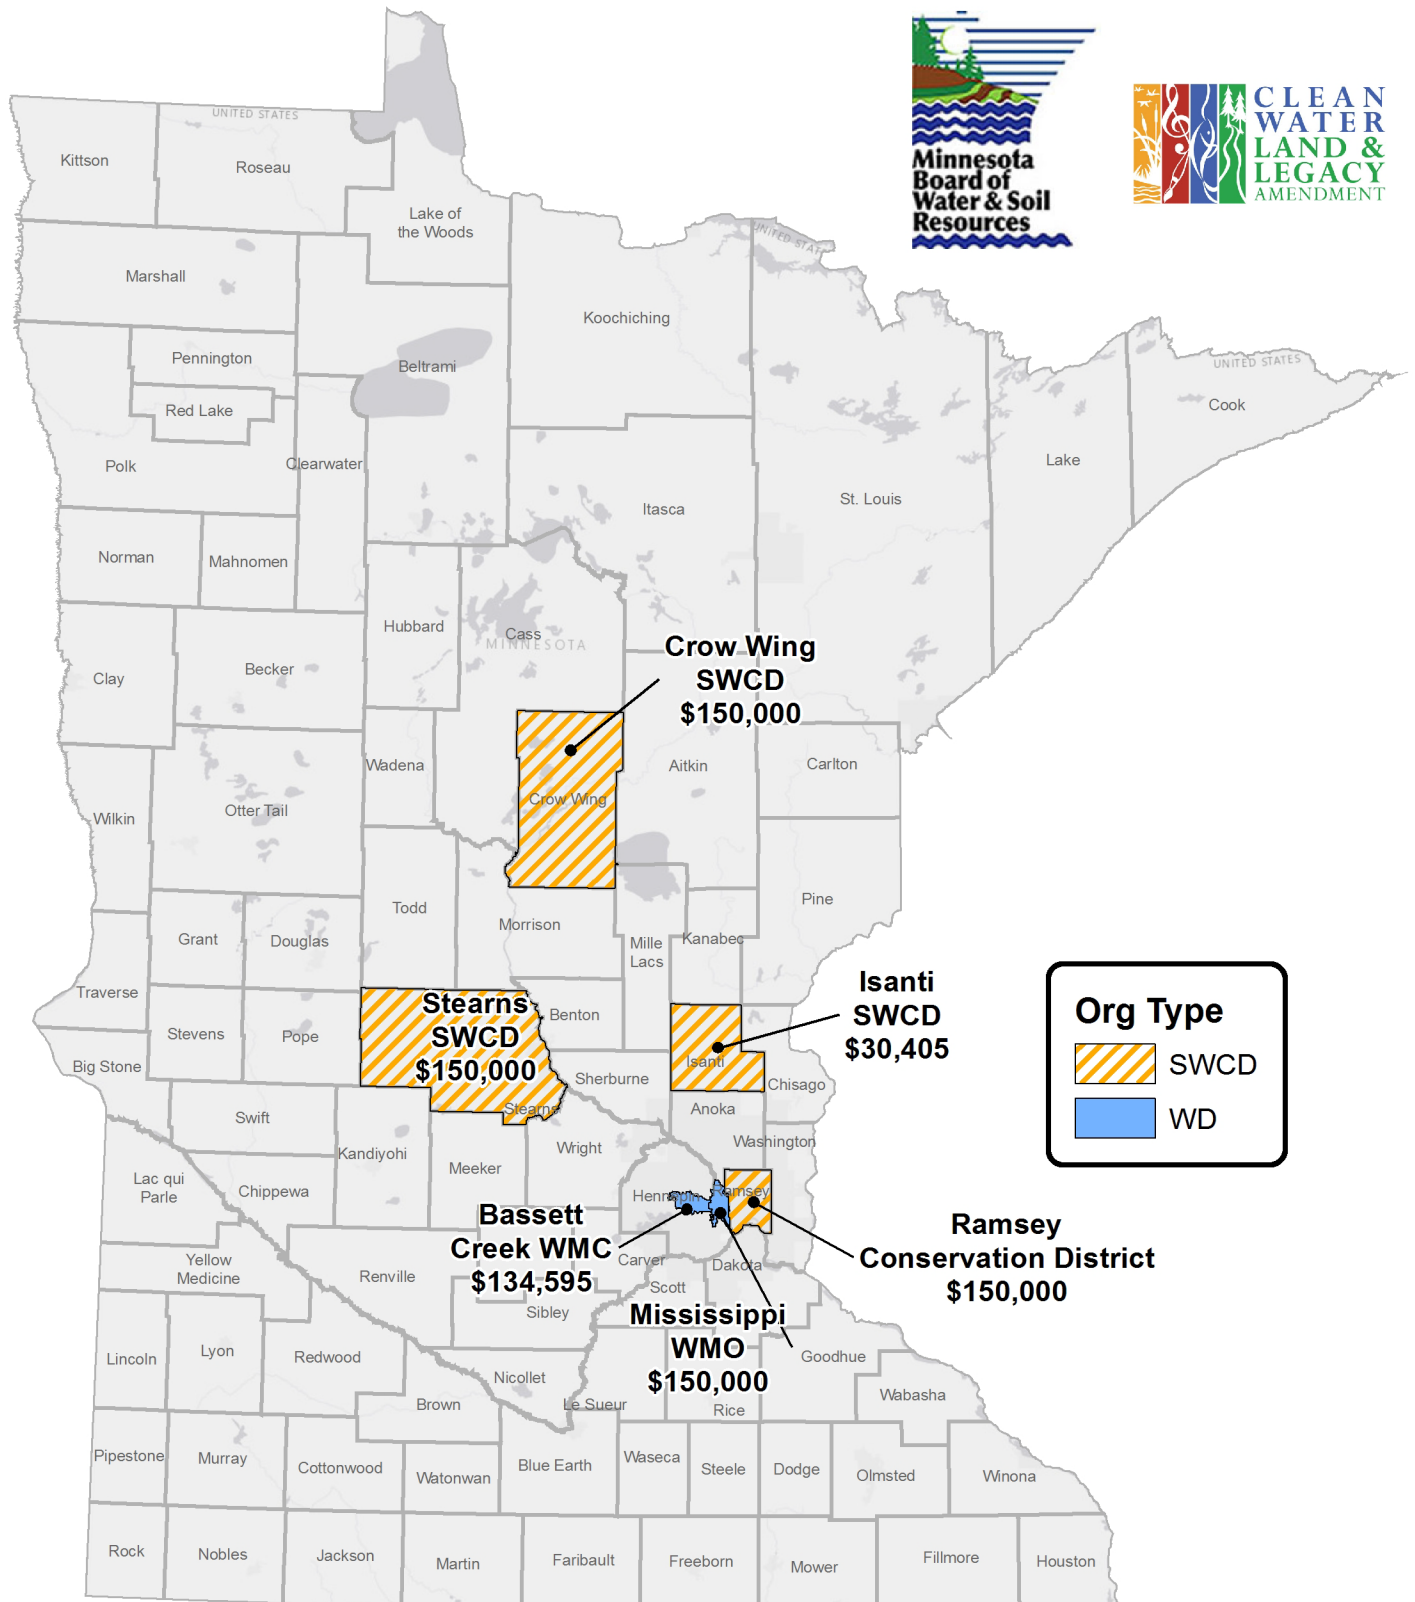 Minnesota
Board of
Water & Soil
Resources
CLEAN
WATER
LAND &
LEGACY
AMENDMENT
UNITED STATES
Kittson
Roseau
Lake of
the Woods
UNITED STATES
Marshall
Koochiching
Pennington
Beltrami
UNITED STATES
Red Lake
Cook
Polk
Clearwater
Lake
St. Louis
Itasca
Norman
Mahnomen
Hubbard
Cass
MINNESOTA
Crow Wing
SWCD
$150,000
Becker
Clay
Wadena
Aitkin
Carlton
Crow Wing
Otter Tail
Wilkin
Pine
Todd
Morrison
Grant
Douglas
Mille
Lacs
Kanabec
Isanti
SWCD
$30,405
Traverse
Stearns
SWCD
$150,000
Benton
Stevens
Pope
Big Stone
Isanti
Sherburne
Chisago
Stearns
Anoka
Swift
Washington
Kandiyohi
Wright
Meeker
Lac qui
Parle
Chippewa
Hennepin
Ramsey
Org Type
SWCD
WD
Bassett
Creek WMC
$134,595
Ramsey
Conservation District
$150,000
Yellow
Medicine
Renville
Carver
Dakota
Scott
Sibley
Mississippi
WMO
$150,000
Lincoln
Lyon
Redwood
Goodhue
Nicollet
Wabasha
Brown
Le Sueur
Rice
Pipestone
Murray
Cottonwood
Watonwan
Blue Earth
Waseca
Steele
Dodge
Olmsted
Winona
Rock
Nobles
Jackson
Martin
Faribault
Freeborn
Mower
Fillmore
Houston